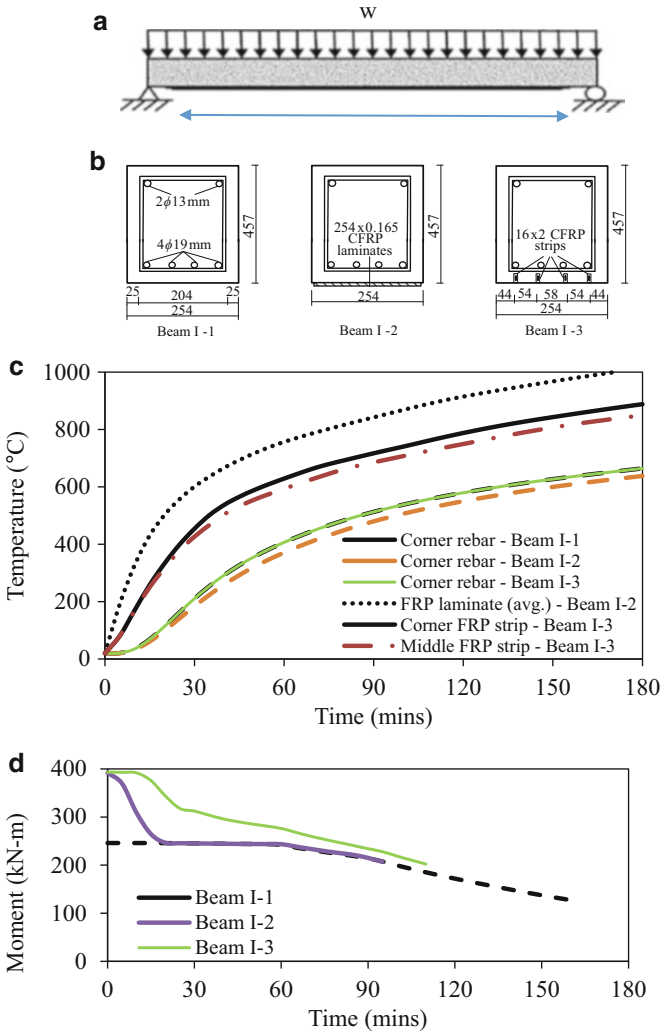 a
w
b
2ϕ13mm
4ϕ19mm
457
25 204 25
254
Beam I -1
254x0.165
CFRP
laminates
457
254
Beam I -2
16x2 CFRP
strips
457
44 54 58 54 44
254
Beam I -3
c
Temperature (°C)
1000
800
600
400
200
0
Corner rebar - Beam I-1
Corner rebar - Beam I-2
Corner rebar - Beam I-3
FRP laminate (avg.) - Beam I-2
Corner FRP strip - Beam I-3
Middle FRP strip - Beam I-3
0 30 60 90 120 150 180
Time (mins)
d
Moment (kN-m)
400
300
200
100
0
Beam I-1
Beam I-2
Beam I-3
0 30 60 90 120 150 180
Time (mins)